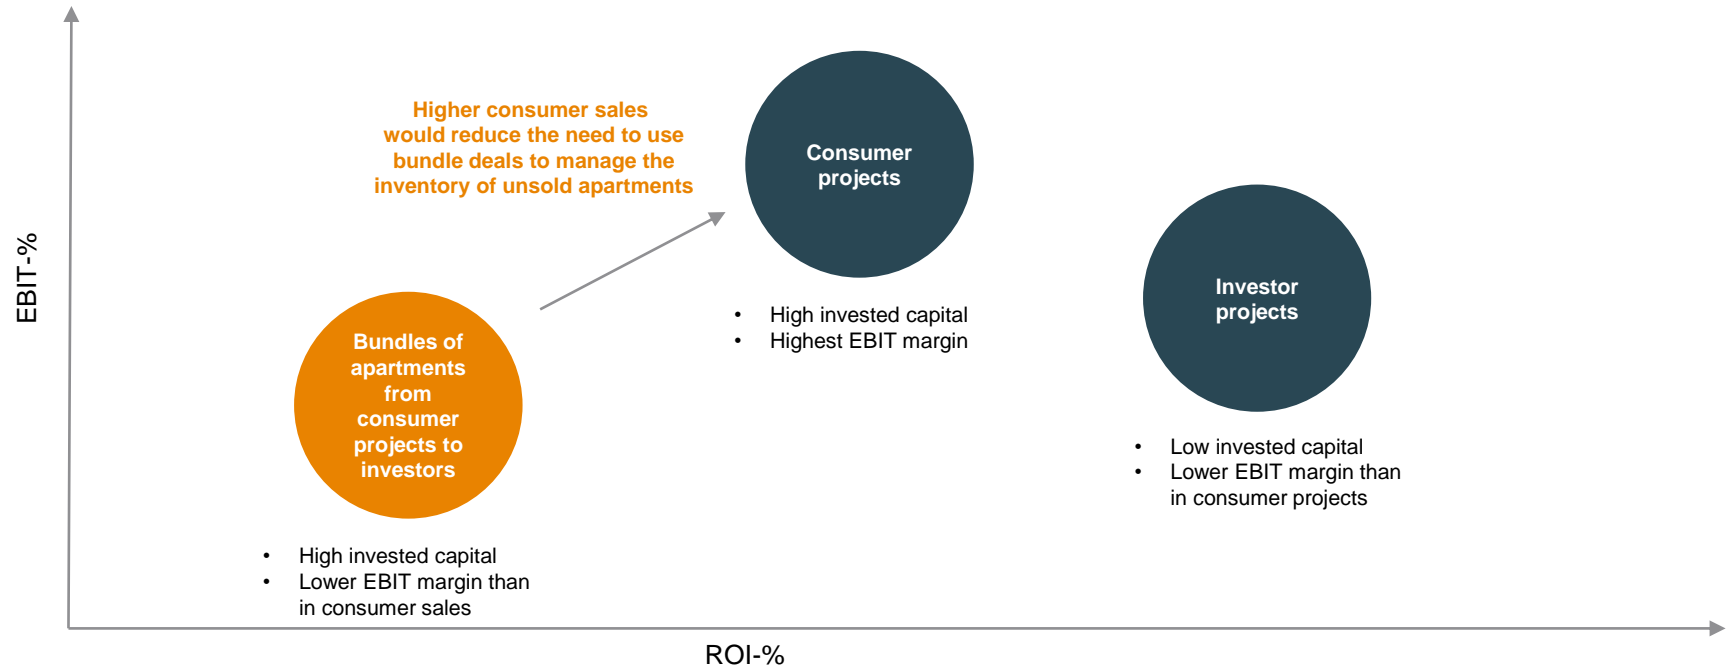 Higher consumer sales
would reduce the need to use
bundle deals to manage the
inventory of unsold apartments
Consumer
projects
Investor
projects
EBIT-%
• High invested capital
• Highest EBIT margin
Bundles of
apartments
from
consumer
projects to
investors
• Low invested capital
• Lower EBIT margin than
in consumer projects
• High invested capital
• Lower EBIT margin than
in consumer sales
ROI-%